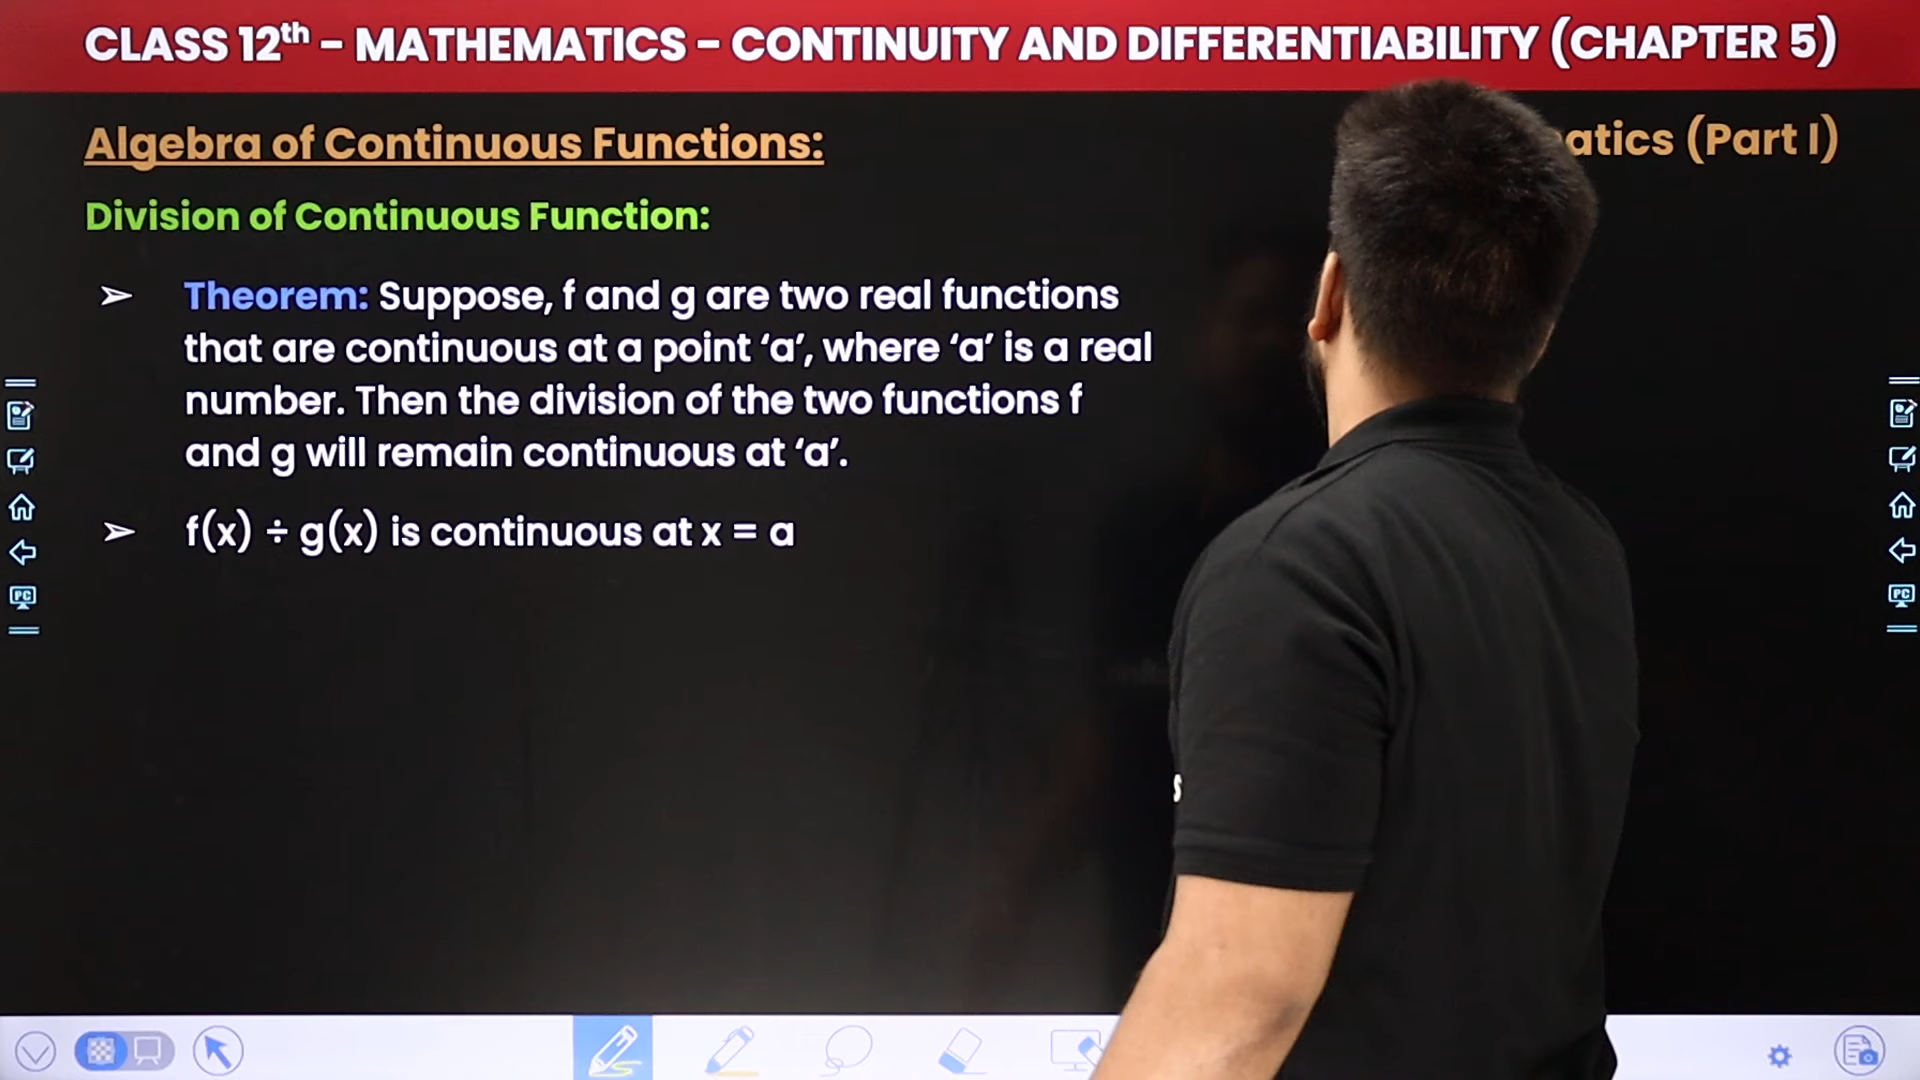 CLASS 12th - MATHEMATICS - CONTINUITY AND DIFFERENTIABILITY (CHAPTER 5)
Algebra of Continuous Functions:
(Part I)
Division of Continuous Function:
➢ Theorem: Suppose, f and g are two real functions
that are continuous at a point ‘a’, where ‘a’ is a real
number. Then the division of the two functions f
and g will remain continuous at ‘a’.
➢ f(x) ÷ g(x) is continuous at x = a
PC
PC